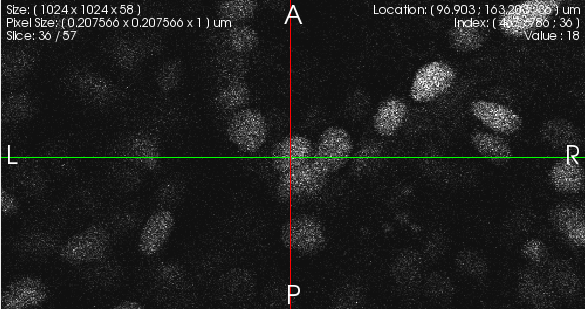 Size: ( 1024 x 1024 x 58 )
Pixel Size: ( 0.207566 x 0.207566 x 1 ) um
Slice: 36 / 57
A
Value : 18
L
R
P